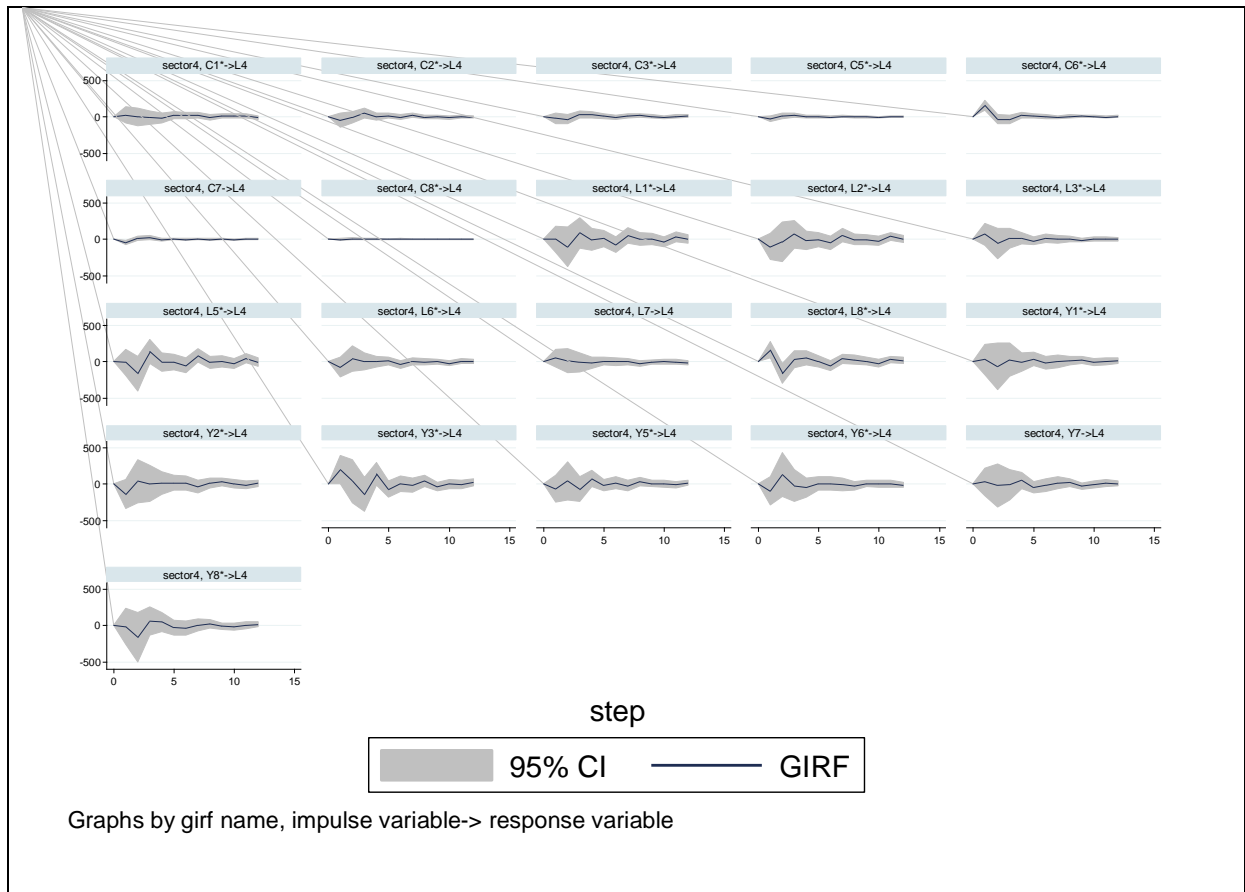 sector4, C1*->L4 sector4, C2*->L4 sector4, C3*->L4 sector4, C5*->L4 sector4, C6*->L4
500
0
-500
sector4, C7->L4 sector4, C8*->L4 sector4, L1*->L4 sector4, L2*->L4 sector4, L3*->L4
500
0
-500
sector4, L5*->L4 sector4, L6*->L4 sector4, L7->L4 sector4, L8*->L4 sector4, Y1*->L4
500
0
-500
sector4, Y2*->L4 sector4, Y3*->L4 sector4, Y5*->L4 sector4, Y6*->L4 sector4, Y7->L4
500
0
-500
0 5 10 15 0 5 10 15 0 5 10 15 0 5 10 15
sector4, Y8*->L4
500
0
-500
0 5 10 15
step
95% CI GIRF
Graphs by girf name, impulse variable-> response variable